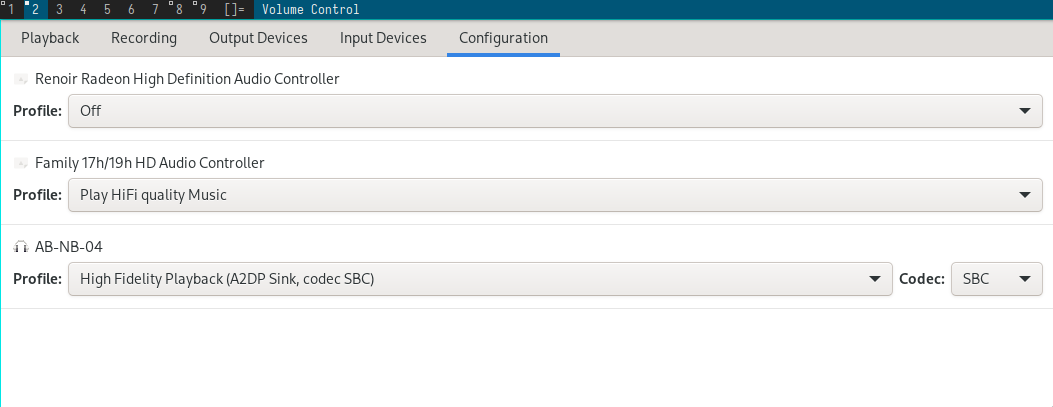 1 2 3 4 5 6 7 8 9 []= Volume Control
Playback Recording Output Devices Input Devices Configuration
Renoir Radeon High Definition Audio Controller
Profile: Off
Family 17h/19h HD Audio Controller
Profile: Play HiFi quality Music
AB-NB-04
Profile: High Fidelity Playback (A2DP Sink, codec SBC) Codec: SBC